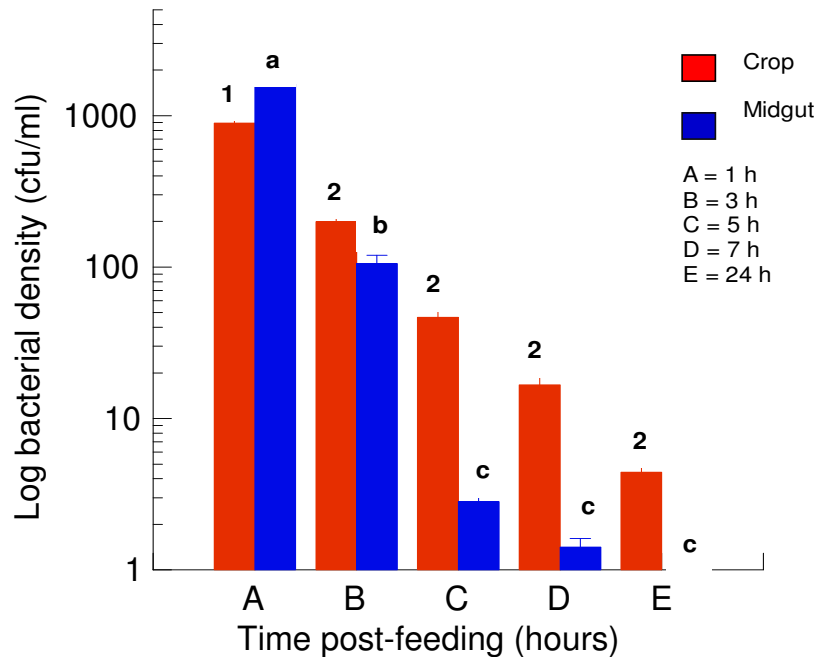 Log bacterial density (cfu/ml)
1000
100
10
1
1
a
2
b
2
c
2
c
2
c
Crop
Midgut
A = 1 h
B = 3 h
C = 5 h
D = 7 h
E = 24 h
A B C D E
Time post-feeding (hours)